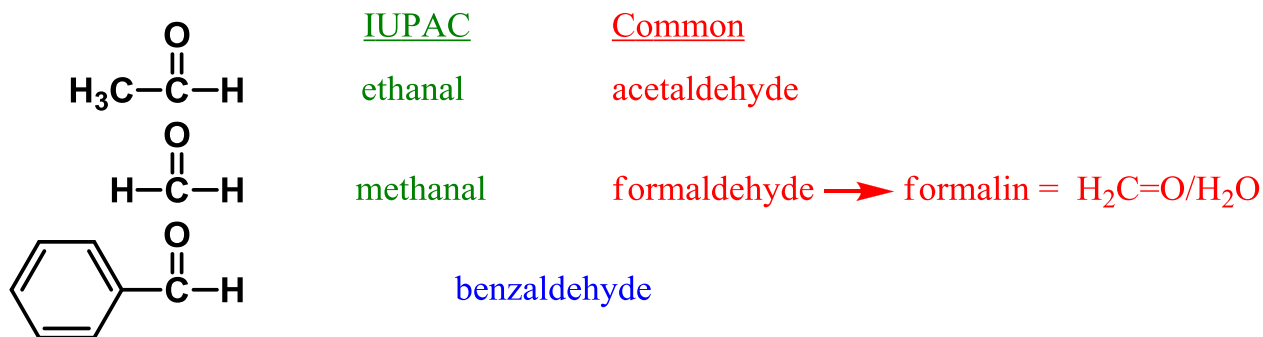 IUPAC Common
O
H₃C—C—H ethanal acetaldehyde
O
H—C—H methanal formaldehyde → formalin = H₂C=O/H₂O
O
C—H benzaldehyde